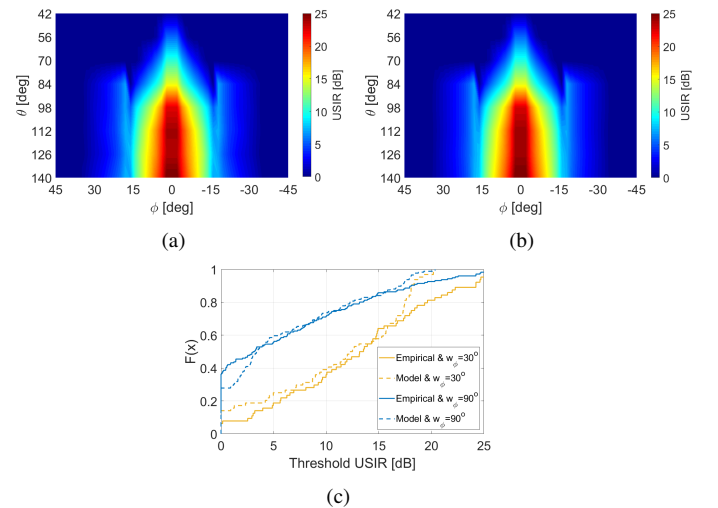 42
56
70
84
98
112
126
140
θ [deg]
45 30 15 0 -15 -30 -45
ϕ [deg]
25
20
15
10
5
0
USIR [dB]
(a)
42
56
70
84
98
112
126
140
θ [deg]
45 30 15 0 -15 -30 -45
ϕ [deg]
25
20
15
10
5
0
USIR [dB]
(b)
1
0.8
0.6
0.4
0.2
0
F(x)
0 5 10 15 20 25
Threshold USIR [dB]
Empirical & w =30°
Model & w =30°
Empirical & w =90°
Model & w =90°
(c)